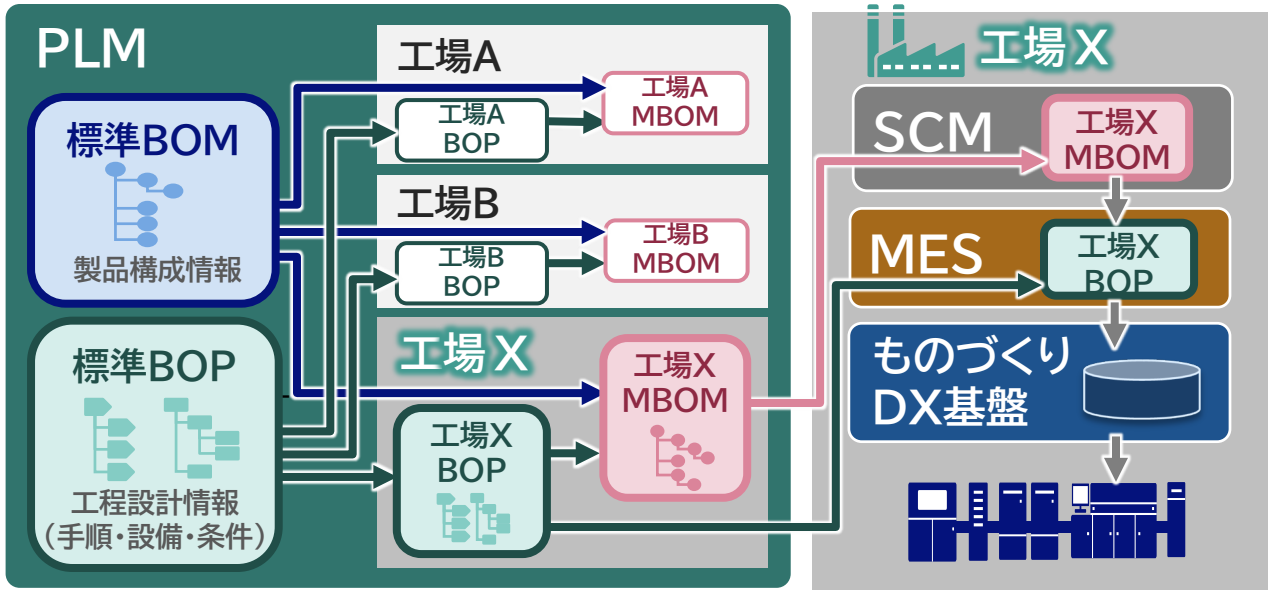 PLM
標準BOM
製品構成情報
標準BOP
工程設計情報
(手順・設備・条件)
工場A
工場A
BOP
工場A
MBOM
工場B
工場B
BOP
工場B
MBOM
工場X
工場X
BOP
工場X
MBOM
工場X
SCM
工場X
MBOM
MES
工場X
BOP
ものづくり
DX基盤